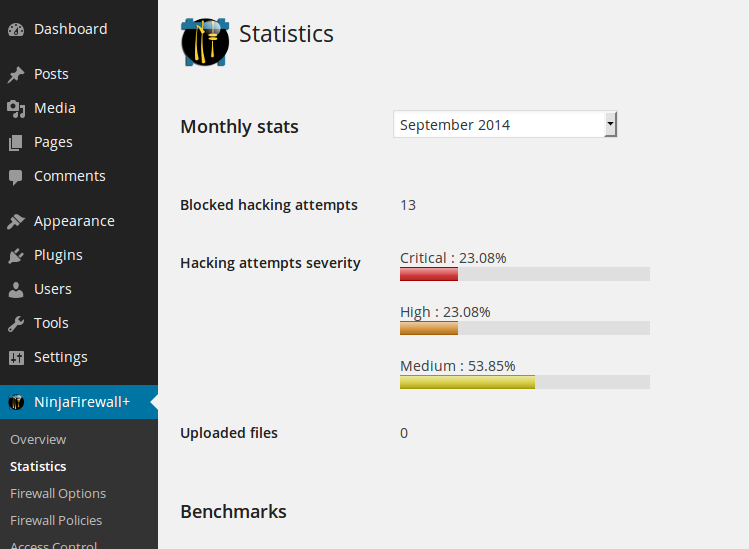 Dashboard
Posts
Media
Pages
Comments
Appearance
Plugins
Users
Tools
Settings
NinjaFirewall+
Overview
Statistics
Firewall Options
Firewall Policies
Access Control
Statistics
Monthly stats
September 2014
Blocked hacking attempts
13
Hacking attempts severity
Critical : 23.08%
High : 23.08%
Medium : 53.85%
Uploaded files
0
Benchmarks